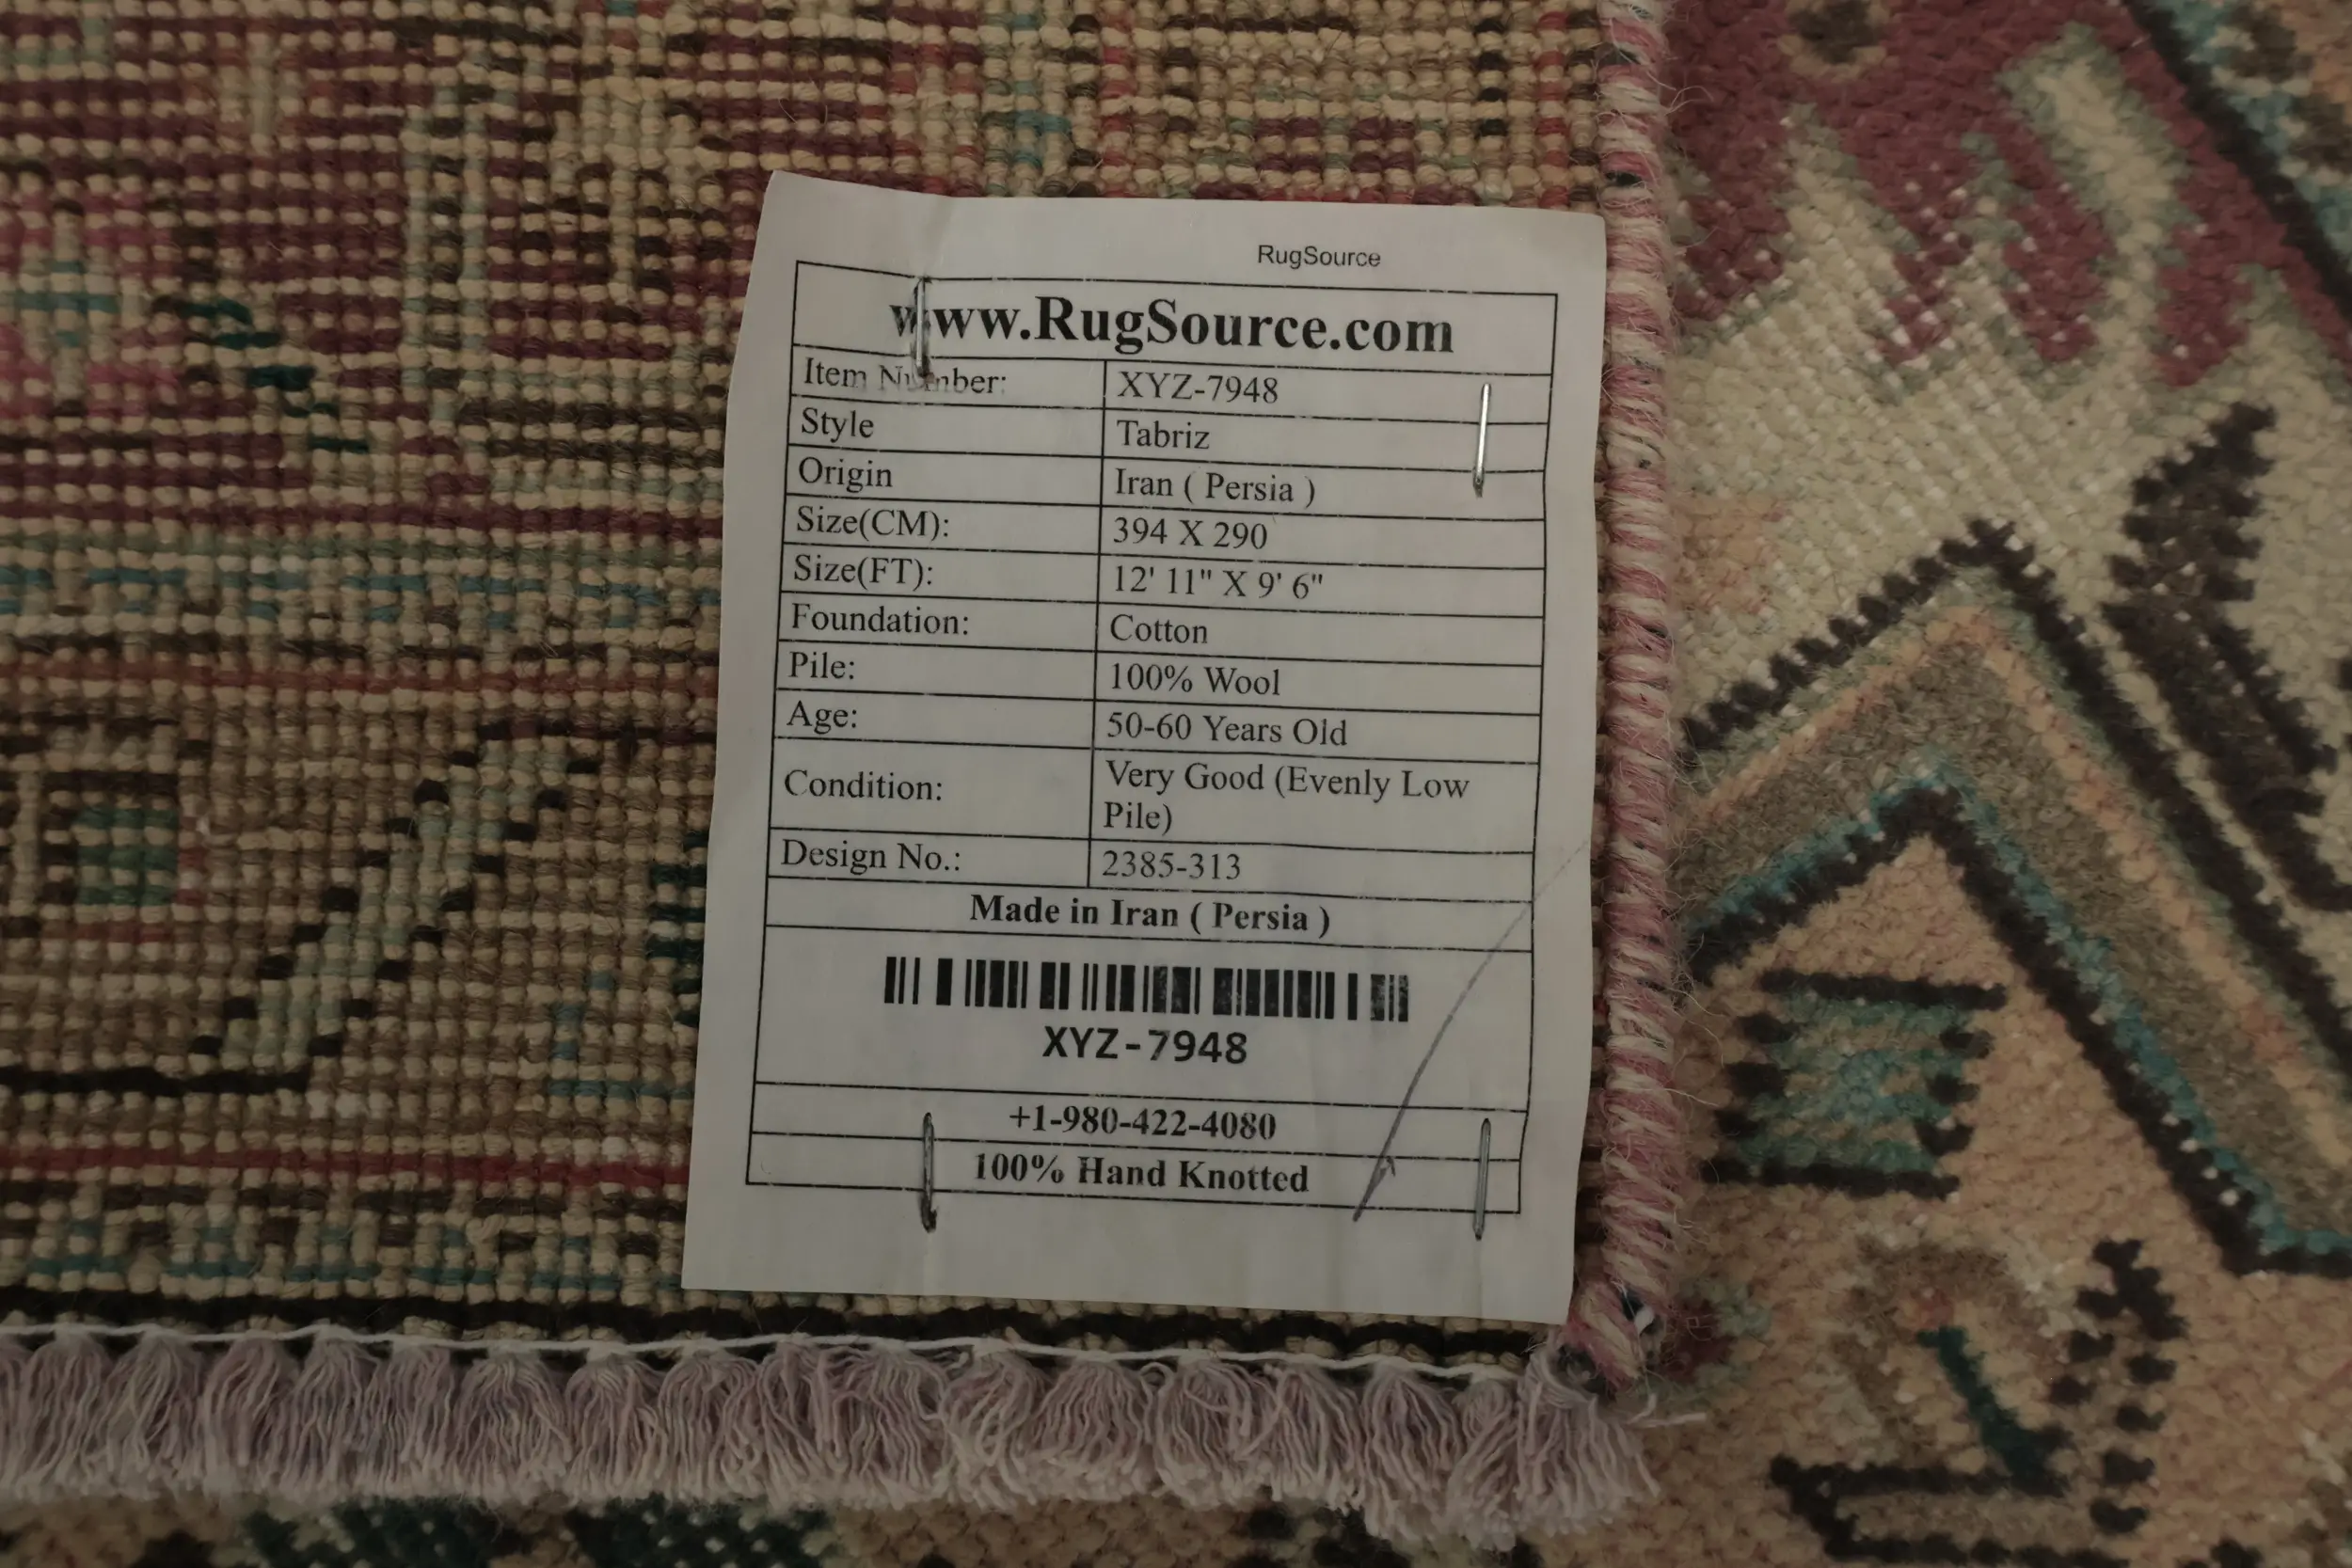 RugSource
www.RugSource.com
Item Number: XYZ-7948
Style Tabriz
Origin Iran ( Persia )
Size(CM): 394 X 290
Size(FT): 12' 11" X 9' 6"
Foundation: Cotton
Pile: 100% Wool
Age: 50-60 Years Old
Condition: Very Good (Evenly Low
Pile)
Design No.: 2385-313
Made in Iran ( Persia )
XYZ-7948
+1-980-422-4080
100% Hand Knotted